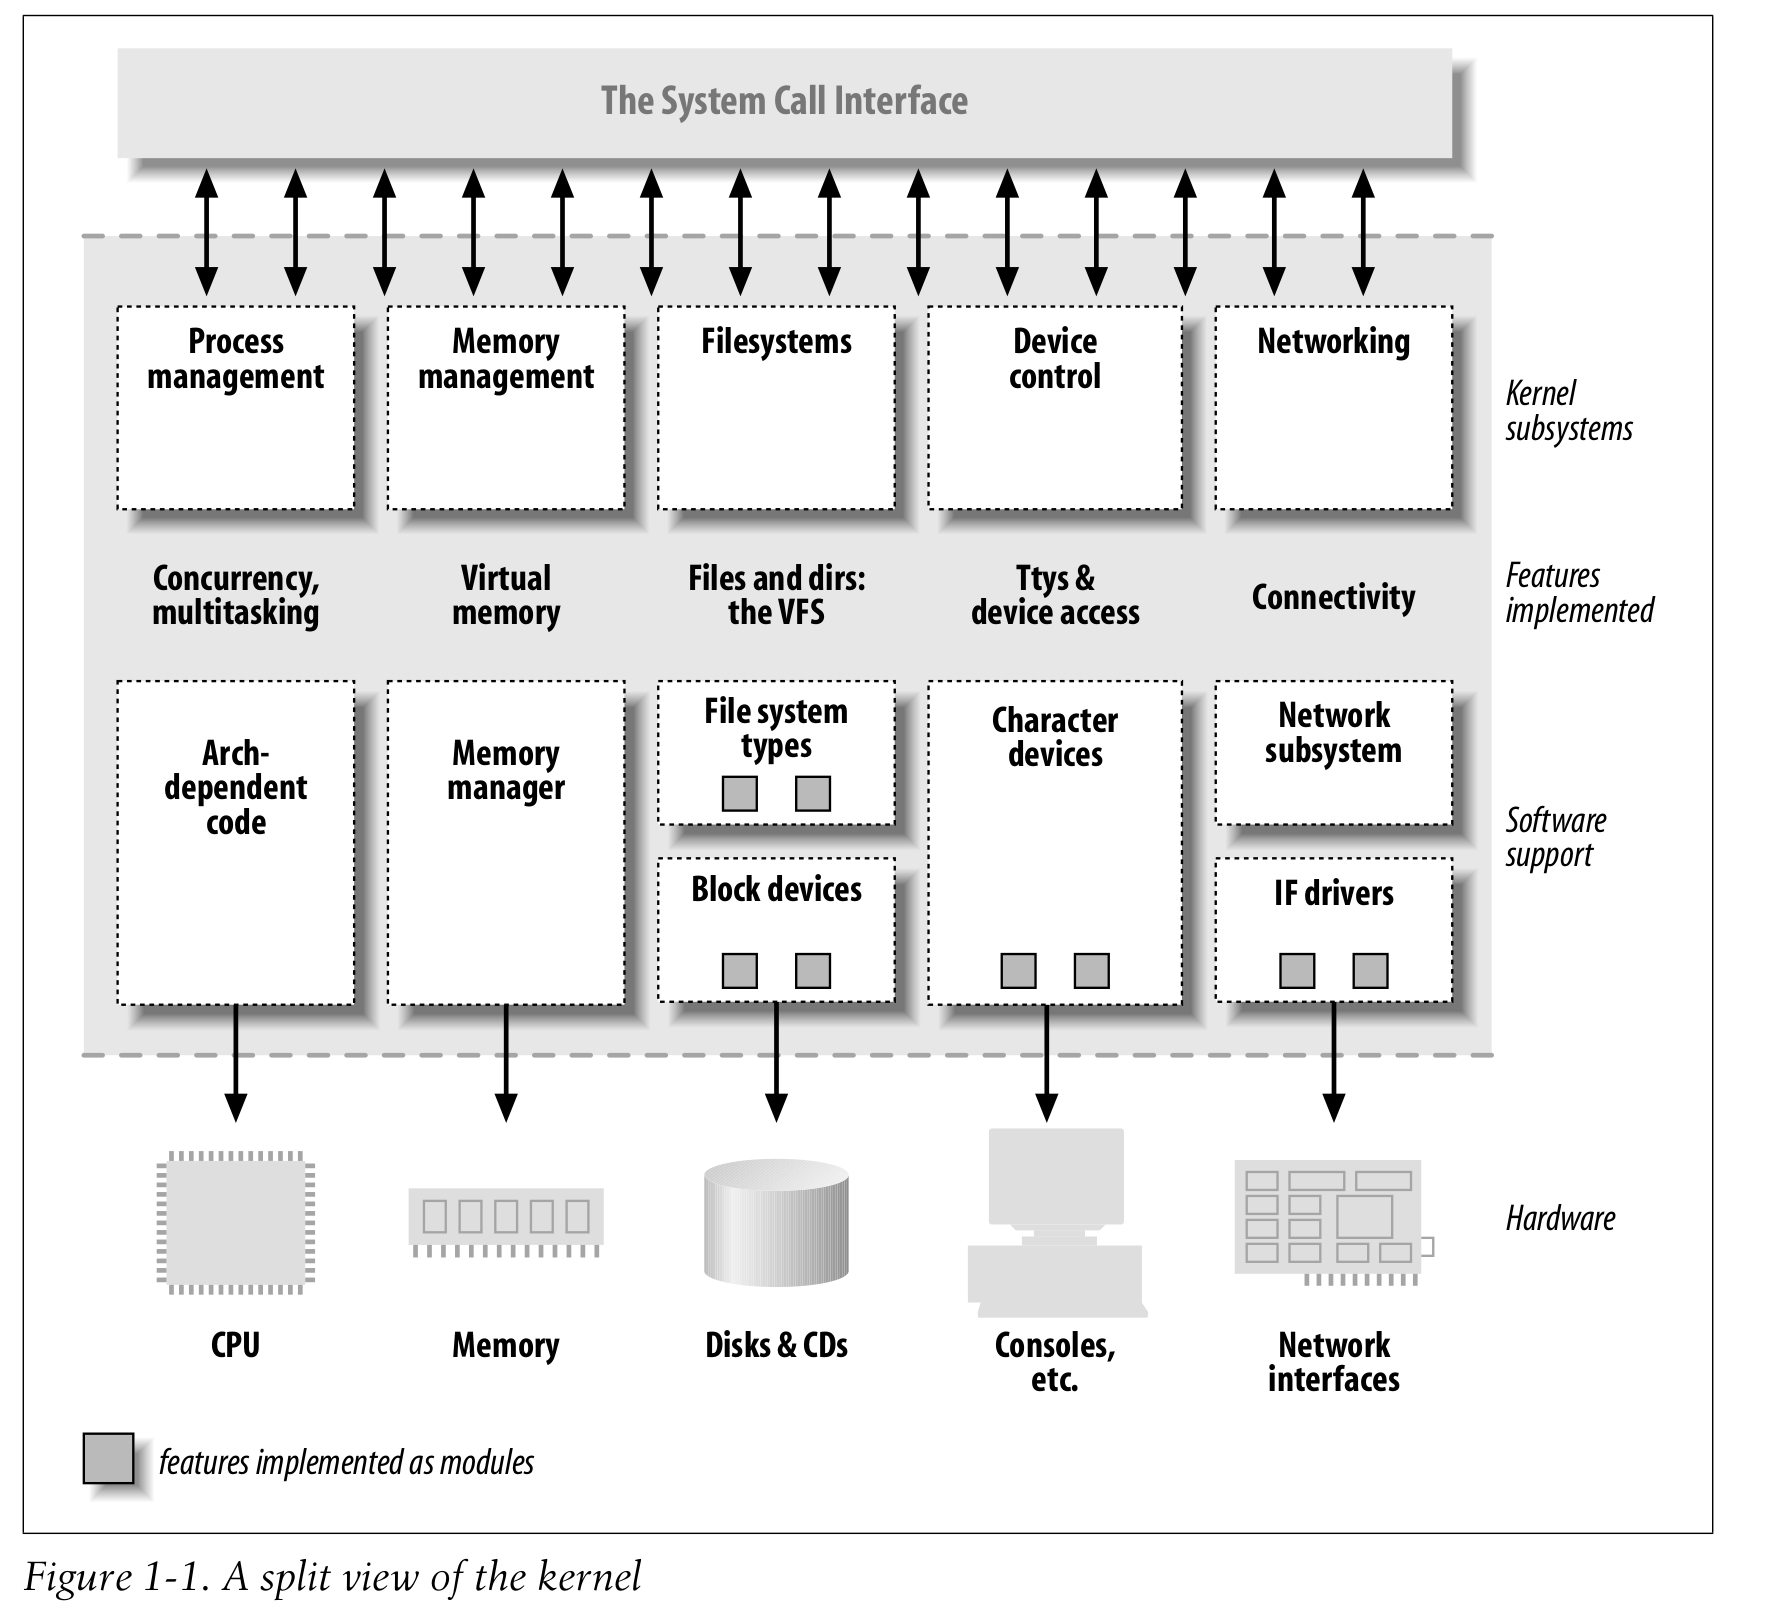 The System Call Interface
Process
management
Memory
management
Filesystems
Device
control
Networking
Kernel
subsystems
Concurrency,
multitasking
Virtual
memory
Files and dirs:
the VFS
Ttys &
device access
Connectivity
Features
implemented
Arch-
dependent
code
Memory
manager
File system
types
Block devices
Character
devices
Network
subsystem
IF drivers
Software
support
Hardware
CPU
Memory
Disks & CDs
Consoles,
etc.
Network
interfaces
features implemented as modules
Figure 1-1. A split view of the kernel